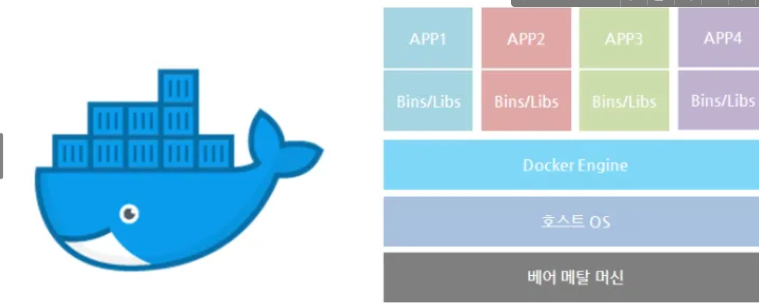 APP1 APP2 APP3 APP4
Bins/Libs Bins/Libs Bins/Libs Bins/Libs
Docker Engine
호스트 OS
베어 메탈 머신